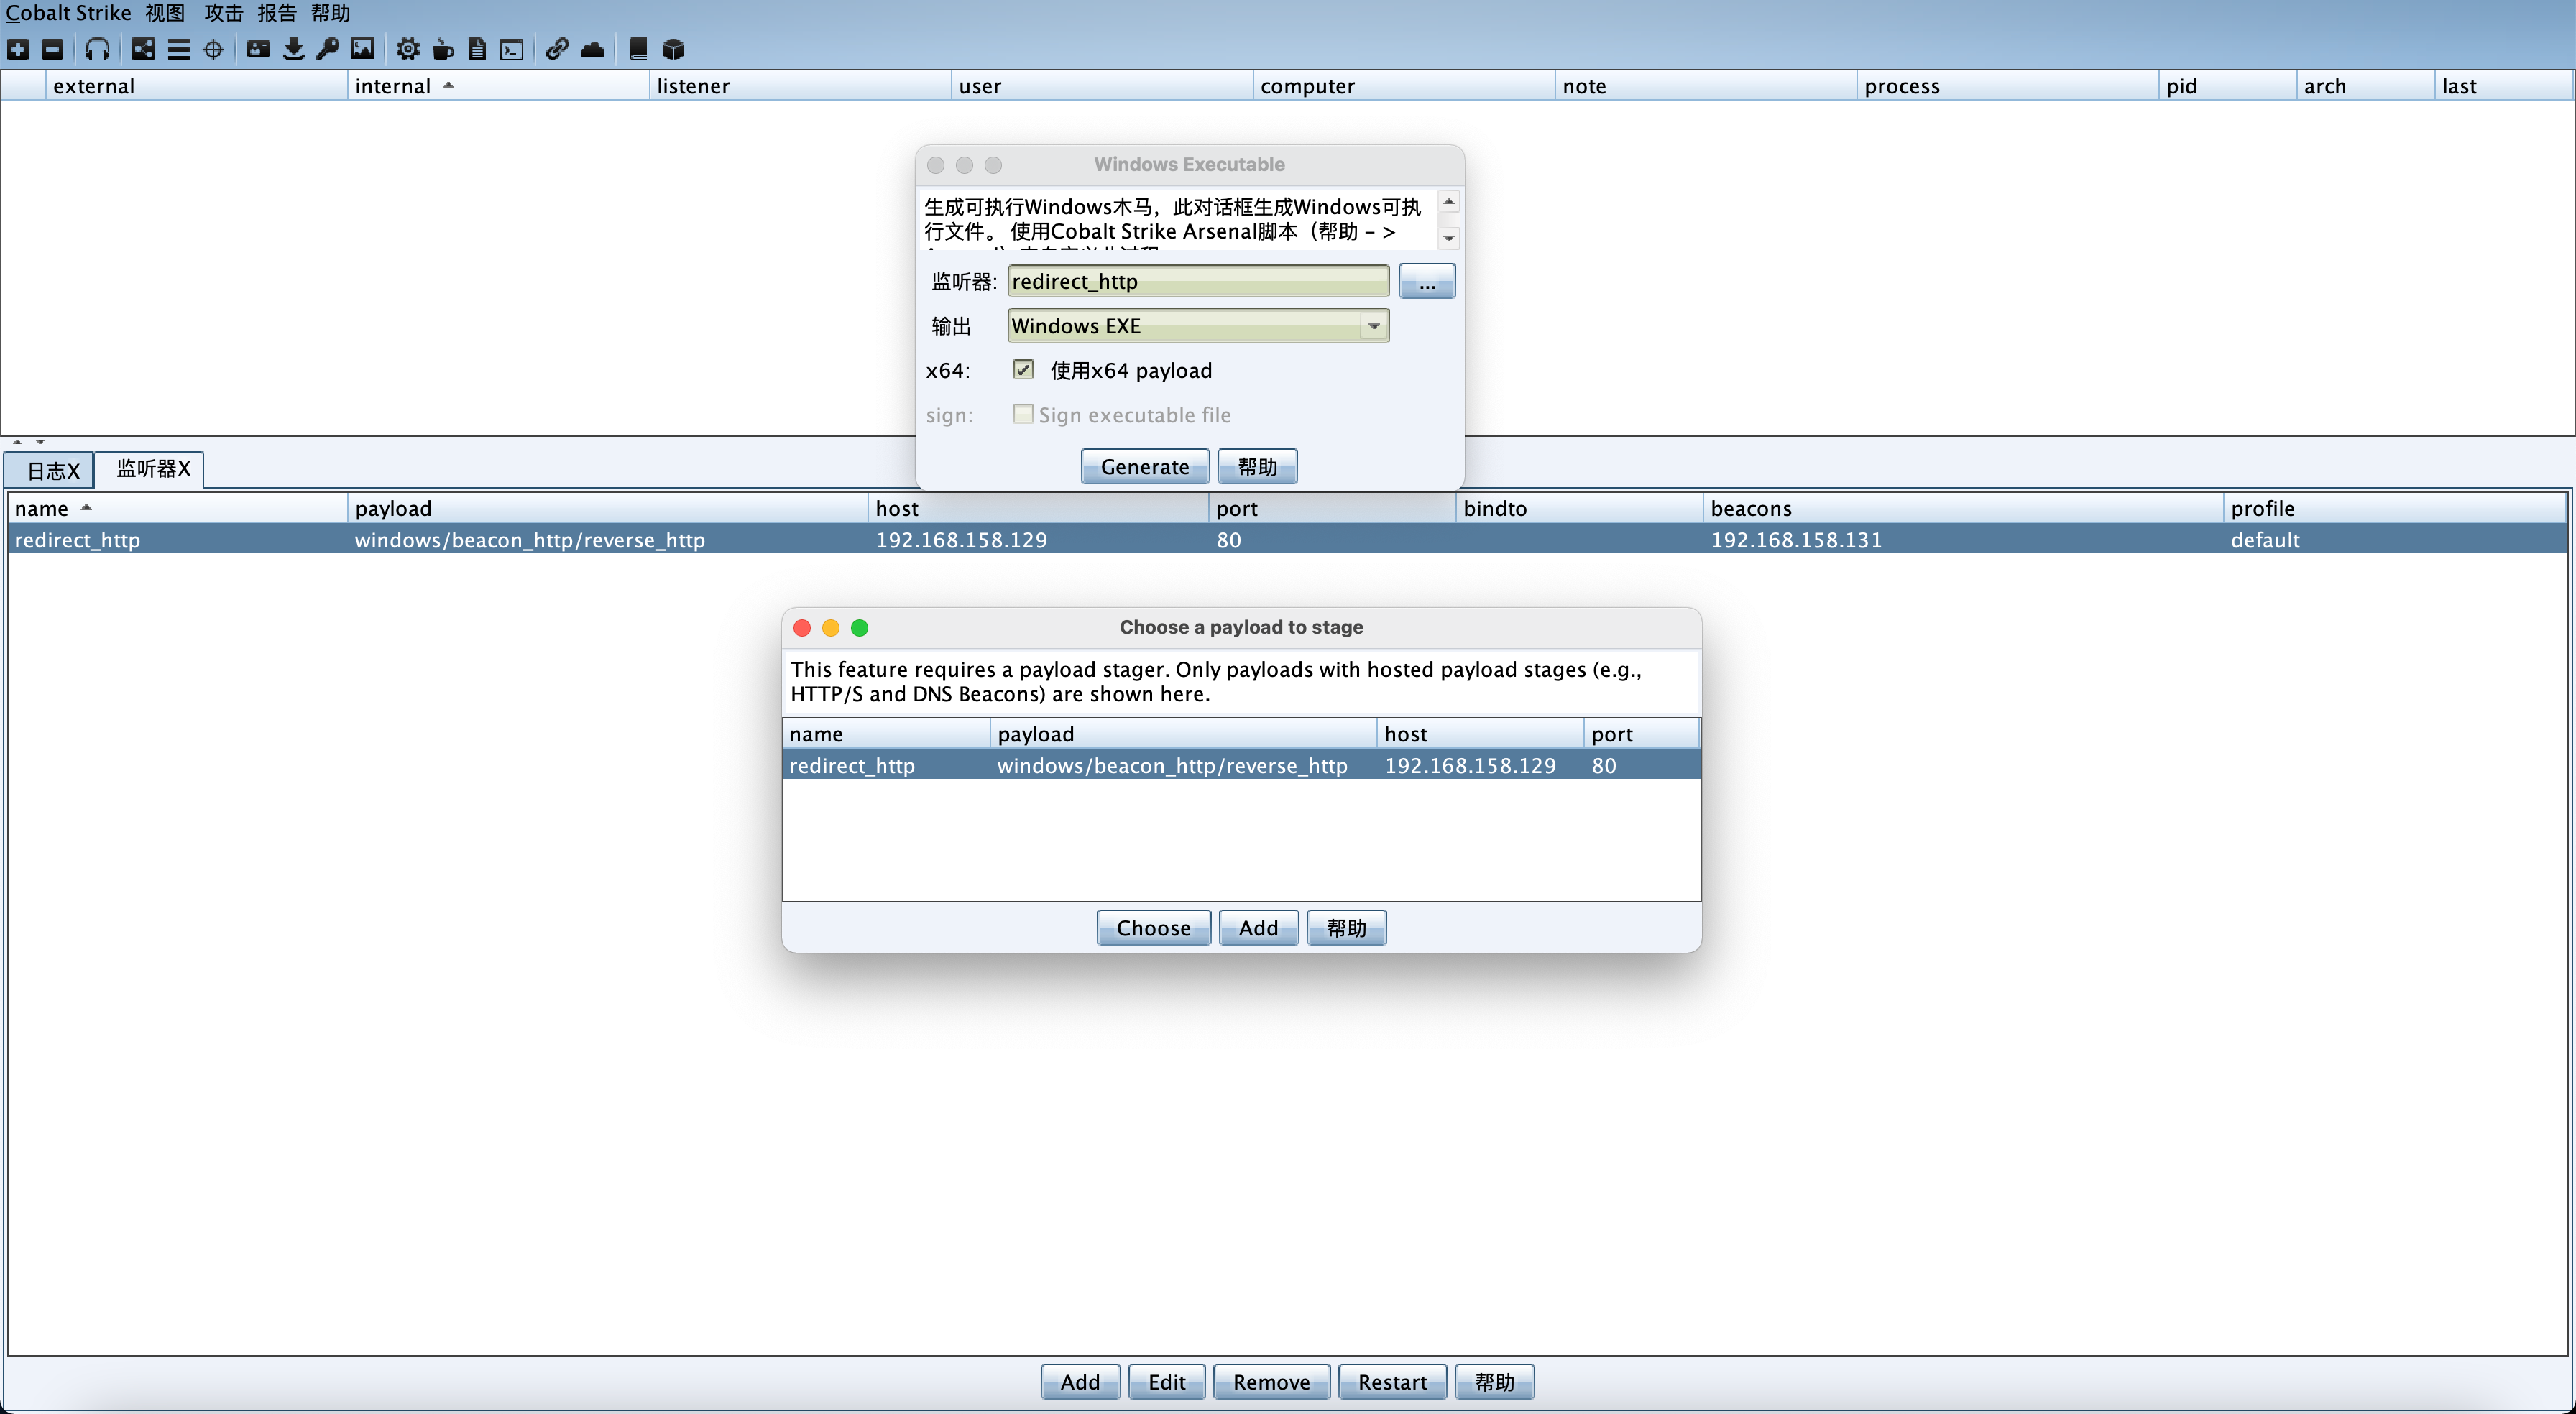 Cobalt Strike 视图 攻击 报告 帮助
external internal listener user computer note process pid arch last
Windows Executable
生成可执行Windows木马，此对话框生成Windows可执
行文件。 使用Cobalt Strike Arsenal脚本（帮助 - >
监听器: redirect_http ...
输出 Windows EXE
x64: 使用x64 payload
sign: Sign executable file
Generate 帮助
日志X 监听器X
name payload host port bindto beacons profile
redirect_http windows/beacon_http/reverse_http 192.168.158.129 80 192.168.158.131 default
Choose a payload to stage
This feature requires a payload stager. Only payloads with hosted payload stages (e.g.,
HTTP/S and DNS Beacons) are shown here.
name payload host port
redirect_http windows/beacon_http/reverse_http 192.168.158.129 80
Choose Add 帮助
Add Edit Remove Restart 帮助